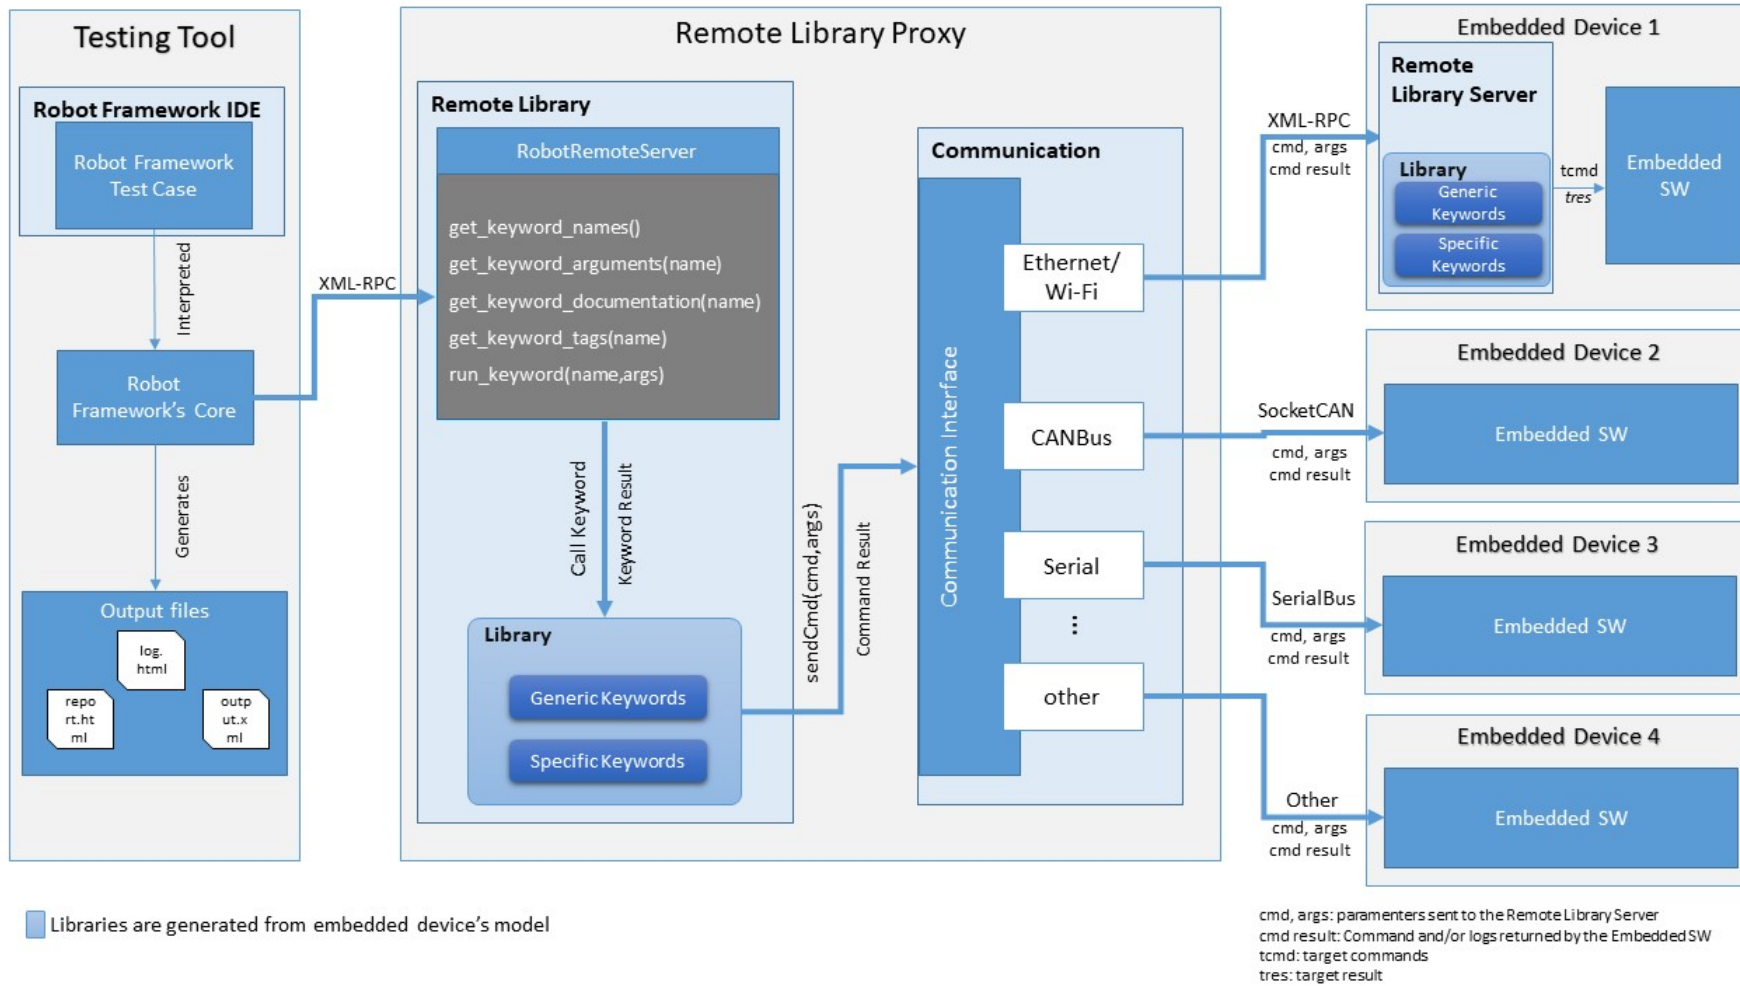 Testing Tool
Robot Framework IDE
Robot Framework
Test Case
Interpreted
Robot
Framework's Core
Generates
Output files
log.
html
repo
rt.ht
ml
outp
ut.x
ml
XML-RPC
Remote Library Proxy
Remote Library
RobotRemoteServer
get_keyword_names()
get_keyword_arguments(name)
get_keyword_documentation(name)
get_keyword_tags(name)
run_keyword(name,args)
Call Keyword
Keyword Result
Library
Generic Keywords
Specific Keywords
sendCmd(cmd,args)
Command Result
Communication
Communication Interface
Ethernet/
Wi-Fi
CANBus
Serial
⋮
other
XML-RPC
cmd, args
cmd result
SocketCAN
cmd, args
cmd result
SerialBus
cmd, args
cmd result
Other
cmd, args
cmd result
Embedded Device 1
Remote
Library Server
Library
Generic
Keywords
Specific
Keywords
tcmd
tres
Embedded
SW
Embedded Device 2
Embedded SW
Embedded Device 3
Embedded SW
Embedded Device 4
Embedded SW
Libraries are generated from embedded device's model
cmd, args: paramenters sent to the Remote Library Server
cmd result: Command and/or logs returned by the Embedded SW
tcmd: target commands
tres: target result